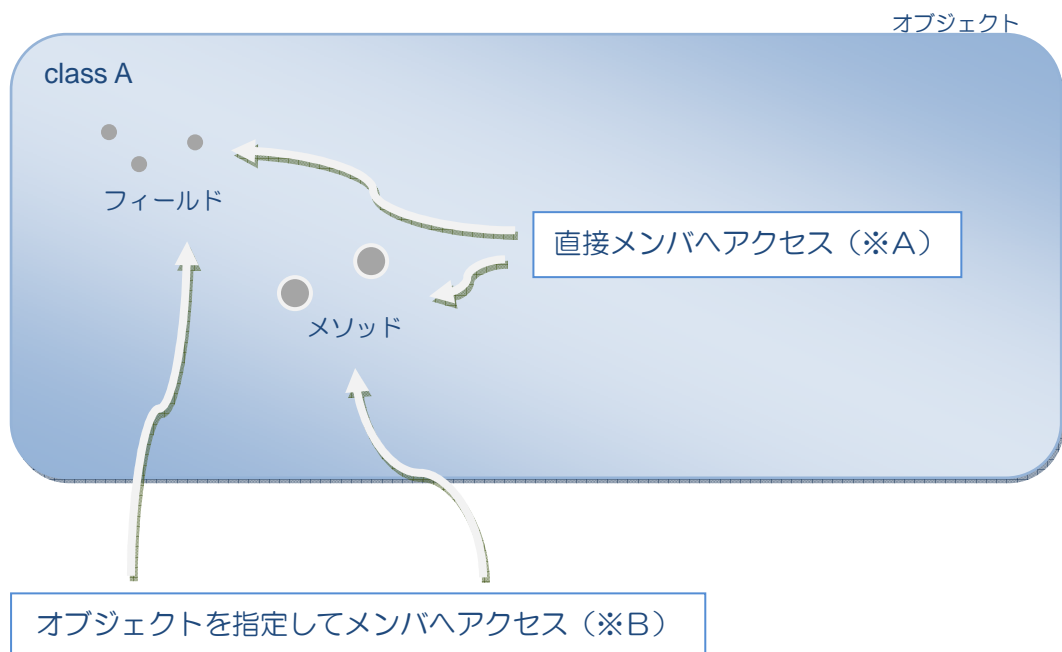 オブジェクト
class A
フィールド
直接メンバへアクセス（※A）
メソッド
オブジェクトを指定してメンバへアクセス（※B）